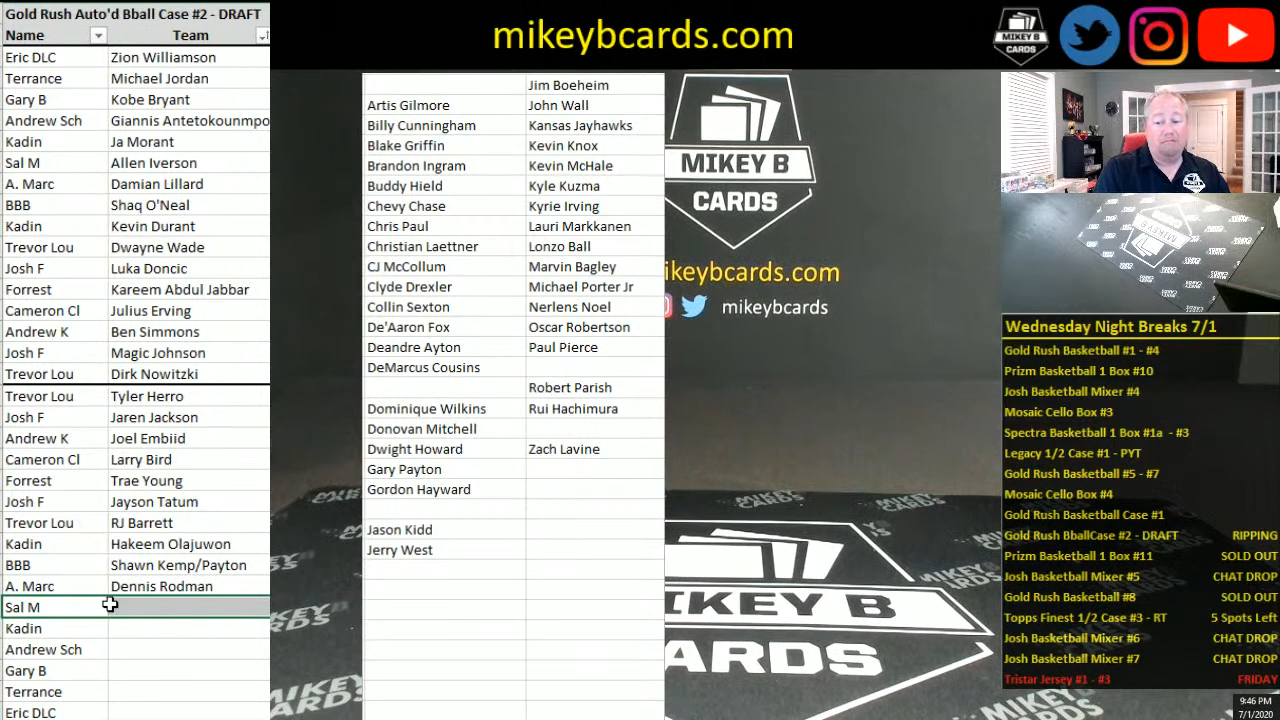 Gold Rush Auto'd Bball Case #2 - DRAFT
Name Team
Eric DLC Zion Williamson
Terrance Michael Jordan
Gary B Kobe Bryant
Andrew Sch Giannis Antetokounmpo
Kadin Ja Morant
Sal M Allen Iverson
A. Marc Damian Lillard
BBB Shaq O'Neal
Kadin Kevin Durant
Trevor Lou Dwayne Wade
Josh F Luka Doncic
Forrest Kareem Abdul Jabbar
Cameron Cl Julius Erving
Andrew K Ben Simmons
Josh F Magic Johnson
Trevor Lou Dirk Nowitzki
Trevor Lou Tyler Herro
Josh F Jaren Jackson
Andrew K Joel Embiid
Cameron Cl Larry Bird
Forrest Trae Young
Josh F Jayson Tatum
Trevor Lou RJ Barrett
Kadin Hakeem Olajuwon
BBB Shawn Kemp/Payton
A. Marc Dennis Rodman
Sal M
Kadin
Andrew Sch
Gary B
Terrance
Eric DLC
mikeybcards.com
Jim Boeheim
Artis Gilmore John Wall
Billy Cunningham Kansas Jayhawks
Blake Griffin Kevin Knox
Brandon Ingram Kevin McHale
Buddy Hield Kyle Kuzma
Chevy Chase Kyrie Irving
Chris Paul Lauri Markkanen
Christian Laettner Lonzo Ball
CJ McCollum Marvin Bagley
Clyde Drexler Michael Porter Jr
Collin Sexton Nerlens Noel
De'Aaron Fox Oscar Robertson
Deandre Ayton Paul Pierce
DeMarcus Cousins
Robert Parish
Dominique Wilkins Rui Hachimura
Donovan Mitchell
Dwight Howard Zach Lavine
Gary Payton
Gordon Hayward
Jason Kidd
Jerry West
MIKEY B
CARDS
ikeybcards.com
mikeybcards
MIKEY
CARDS
IKEY B
ARDS
MIKEY B
CARDS
Wednesday Night Breaks 7/1
Gold Rush Basketball #1 - #4
Prizm Basketball 1 Box #10
Josh Basketball Mixer #4
Mosaic Cello Box #3
Spectra Basketball 1 Box #1a - #3
Legacy 1/2 Case #1 - PYT
Gold Rush Basketball #5 - #7
Mosaic Cello Box #4
Gold Rush Basketball Case #1
Gold Rush BballCase #2 - DRAFT RIPPING
Prizm Basketball 1 Box #11 SOLD OUT
Josh Basketball Mixer #5 CHAT DROP
Gold Rush Basketball #8 SOLD OUT
Topps Finest 1/2 Case #3 - RT 5 Spots Left
Josh Basketball Mixer #6 CHAT DROP
Josh Basketball Mixer #7 CHAT DROP
Tristar Jersey #1 - #3 FRIDAY
9:46 PM
7/1/2020